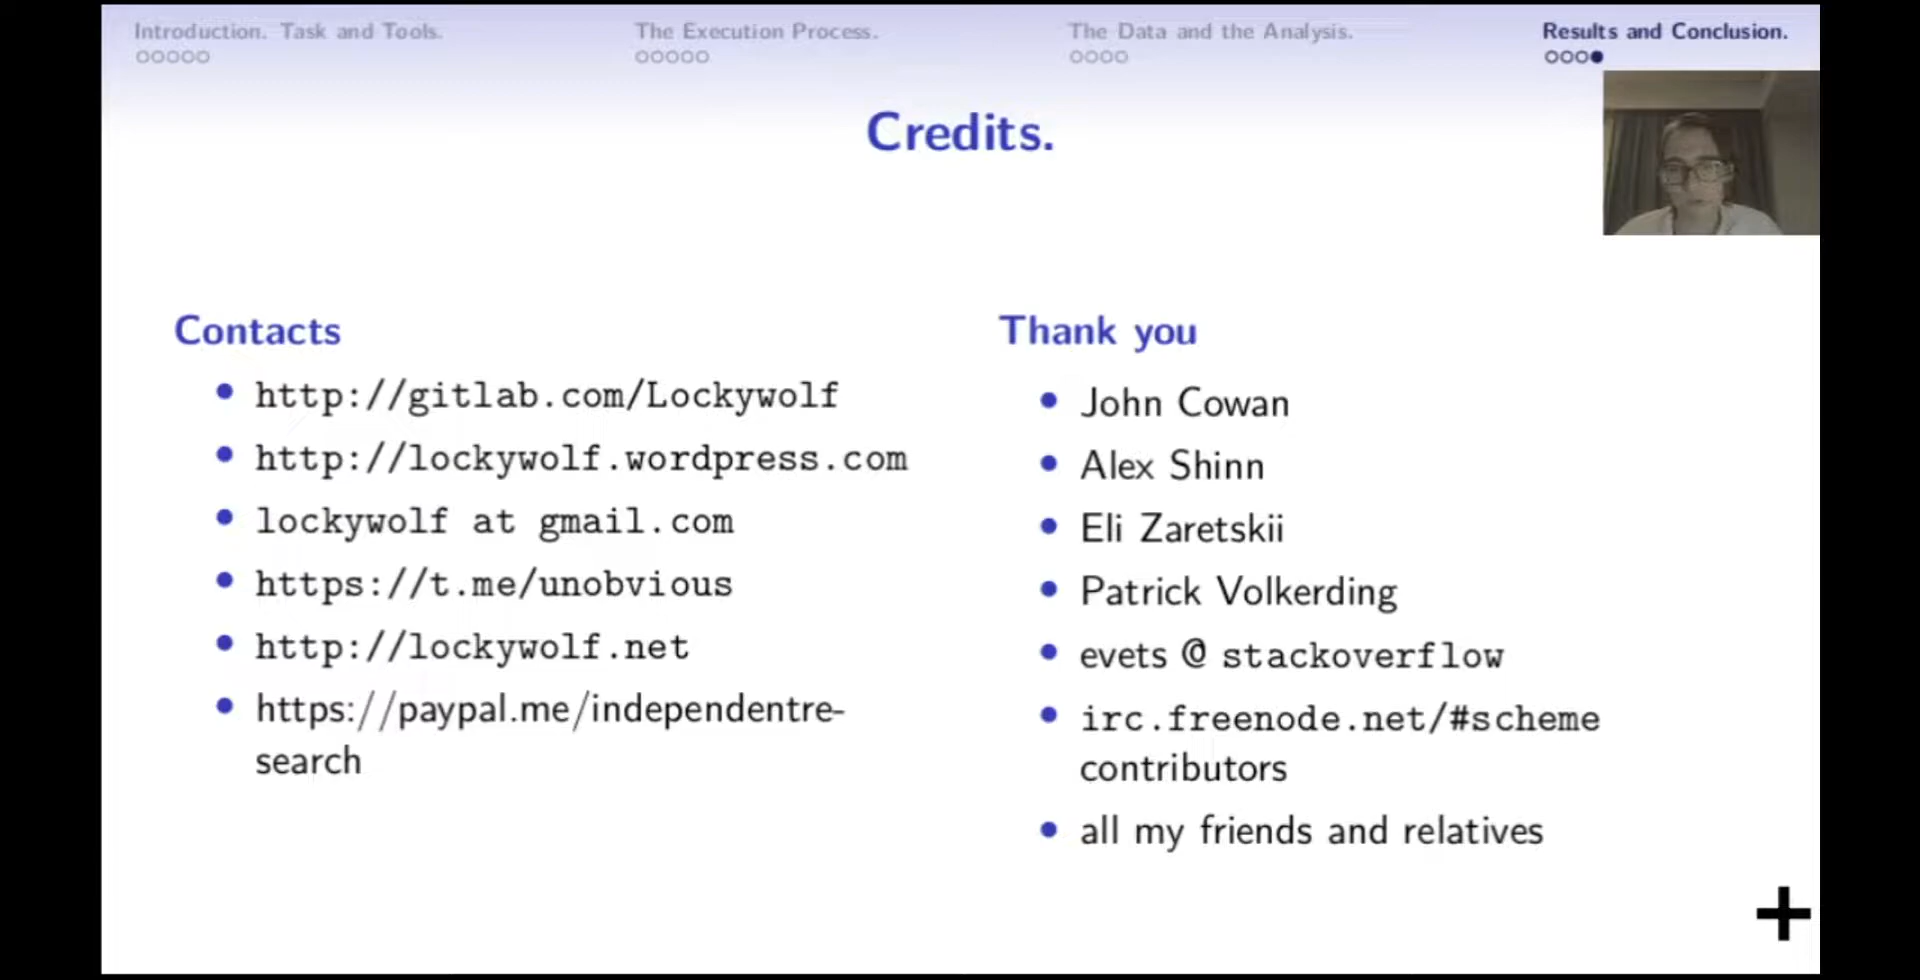 Introduction. Task and Tools. The Execution Process. The Data and the Analysis. Results and Conclusion.
Credits.
Contacts
http://gitlab.com/Lockywolf
http://lockywolf.wordpress.com
lockywolf at gmail.com
https://t.me/unobvious
http://lockywolf.net
https://paypal.me/independentre-
search
Thank you
John Cowan
Alex Shinn
Eli Zaretskii
Patrick Volkerding
evets @ stackoverflow
irc.freenode.net/#scheme
contributors
all my friends and relatives